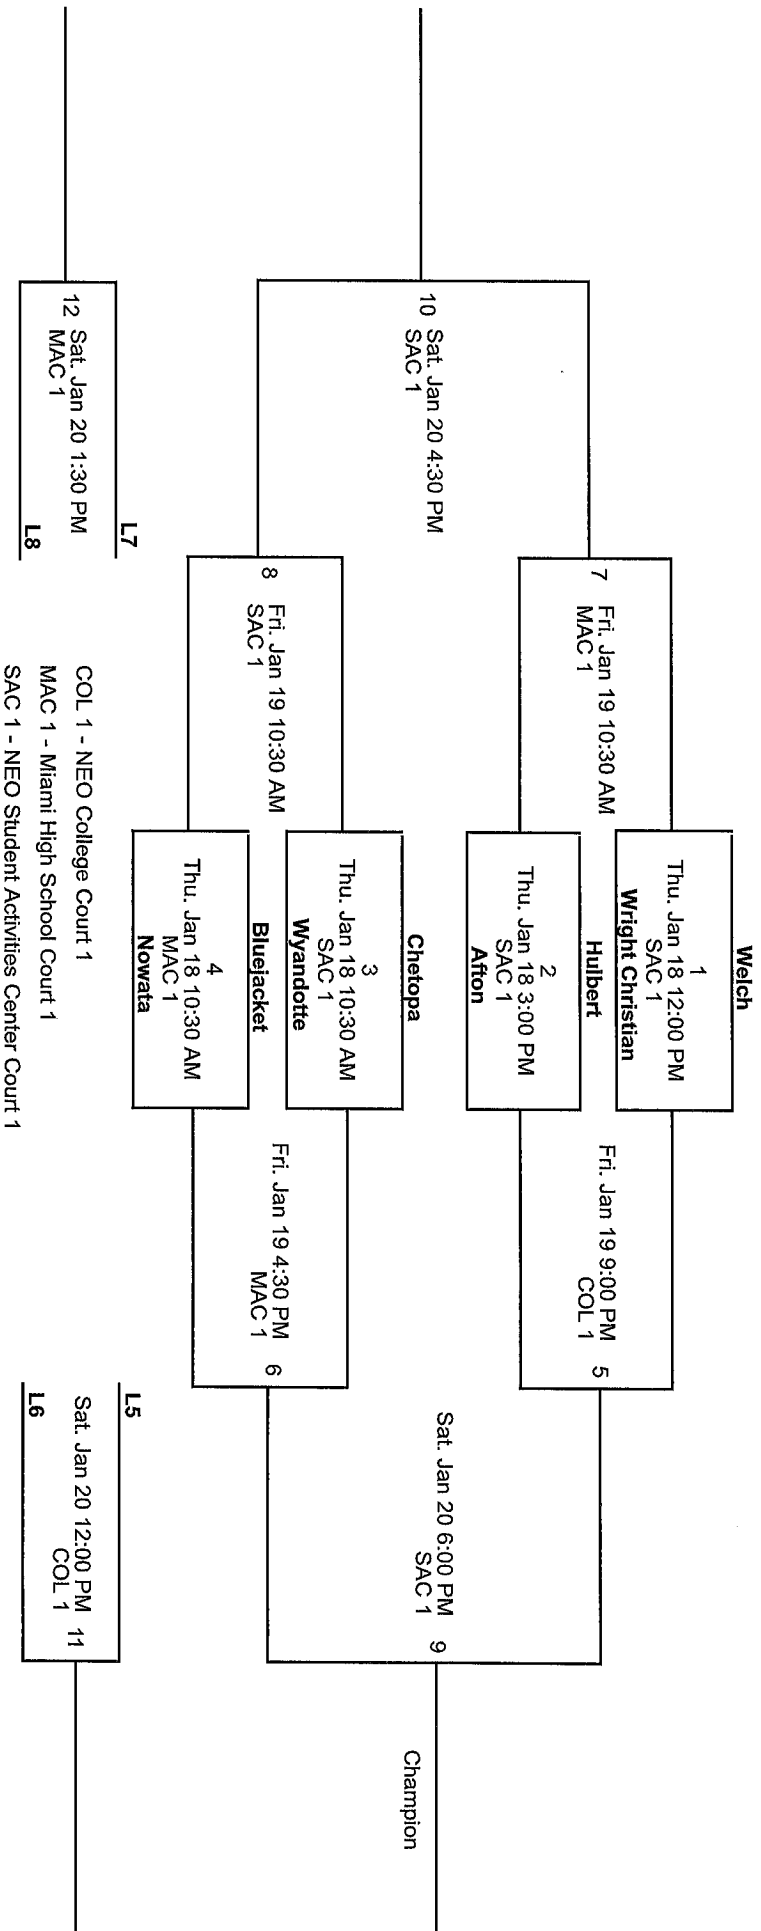 Welch
1
Thu. Jan 18 12:00 PM
SAC 1
Wright Christian
Hulbert
2
Thu. Jan 18 3:00 PM
SAC 1
Afton
Chetopa
3
Thu. Jan 18 10:30 AM
SAC 1
Wyandotte
Bluejacket
4
Thu. Jan 18 10:30 AM
MAC 1
Nowata
7 Fri. Jan 19 10:30 AM
MAC 1
8 Fri. Jan 19 10:30 AM
SAC 1
10 Sat. Jan 20 4:30 PM
SAC 1
Fri. Jan 19 9:00 PM 5
COL 1
Fri. Jan 19 4:30 PM 6
MAC 1
Sat. Jan 20 6:00 PM 9
SAC 1
Champion
L7
12 Sat. Jan 20 1:30 PM
MAC 1
L8
L5
Sat. Jan 20 12:00 PM 11
COL 1
L6
COL 1 - NEO College Court 1
MAC 1 - Miami High School Court 1
SAC 1 - NEO Student Activities Center Court 1